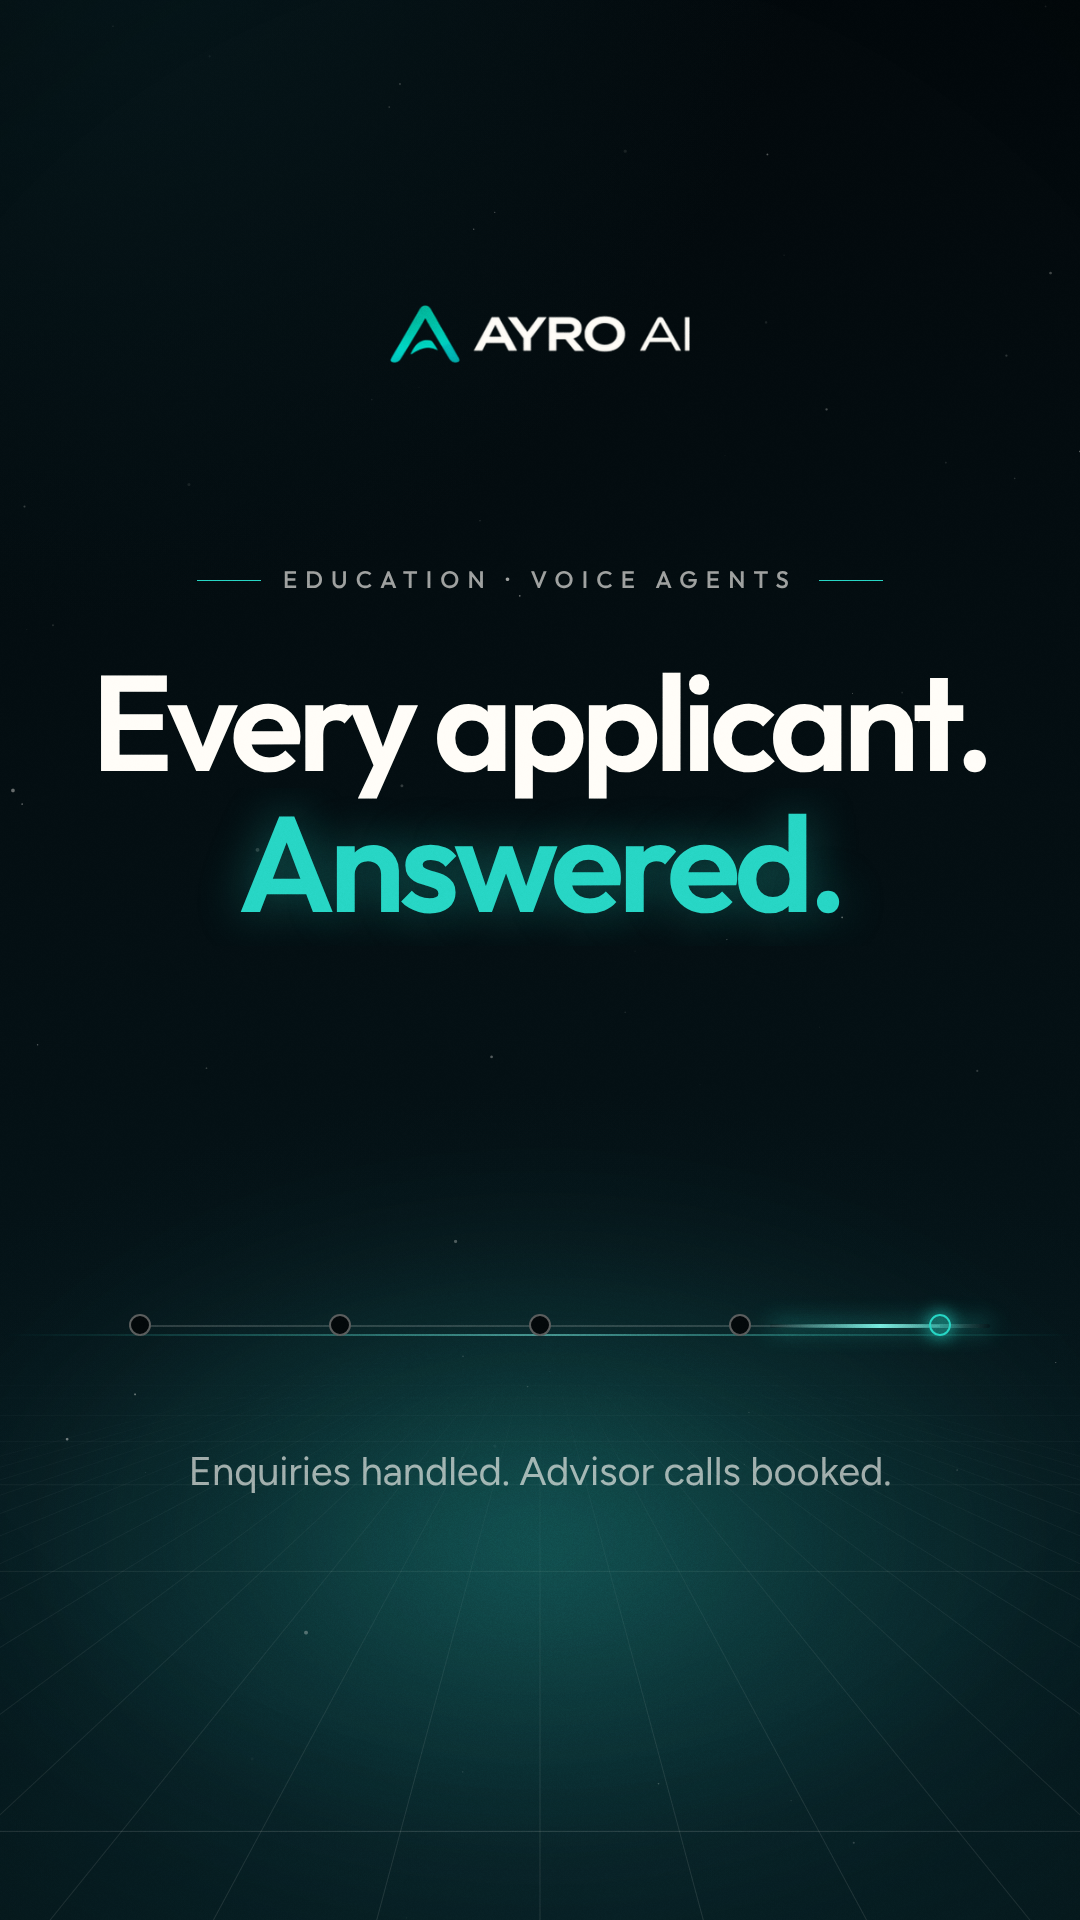 AYRO AI
EDUCATION · VOICE AGENTS
Every applicant.
Answered.
Enquiries handled. Advisor calls booked.